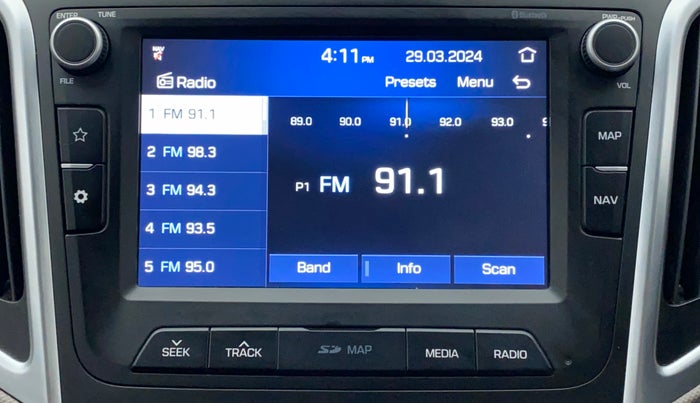 ENTER TUNE
Bluetooth
PWR•PUSH
NAV
4:11 PM 29.03.2024
Radio Presets Menu
FILE
VOL
1 FM 91.1
2 FM 98.3
3 FM 94.3
4 FM 93.5
5 FM 95.0
89.0 90.0 91.0 92.0 93.0
P1 FM 91.1
Band Info Scan
MAP
NAV
SEEK TRACK SD MAP MEDIA RADIO